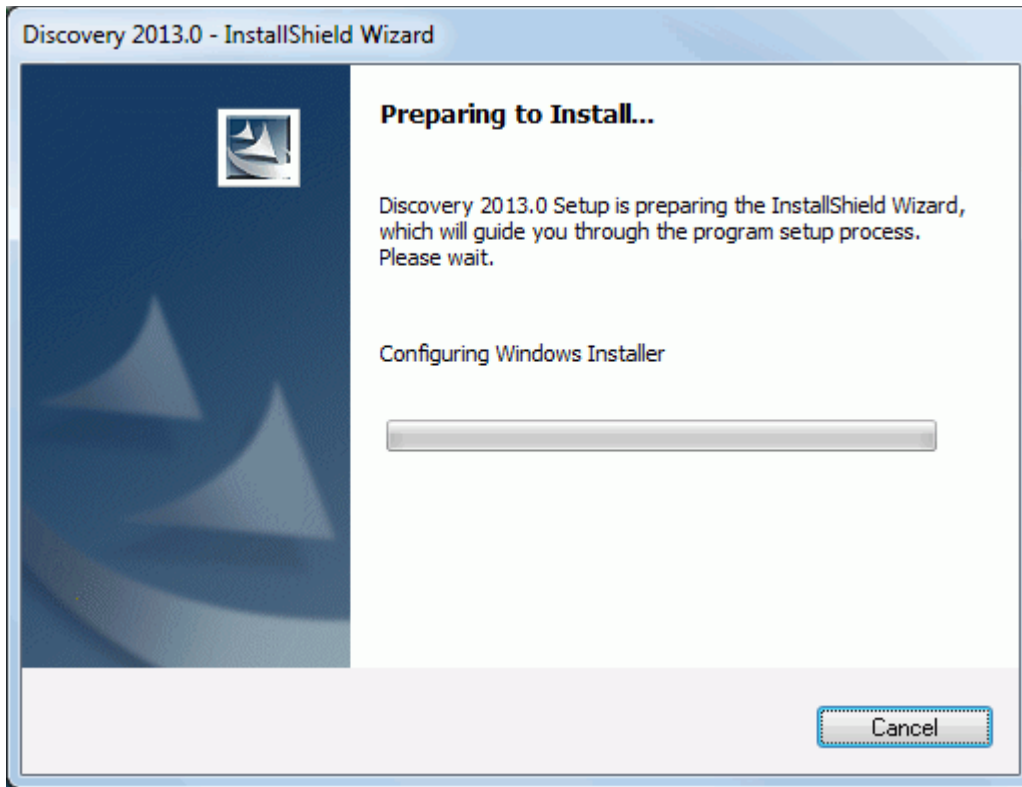 Discovery 2013.0 - InstallShield Wizard
Preparing to Install...
Discovery 2013.0 Setup is preparing the InstallShield Wizard,
which will guide you through the program setup process.
Please wait.
Configuring Windows Installer
Cancel